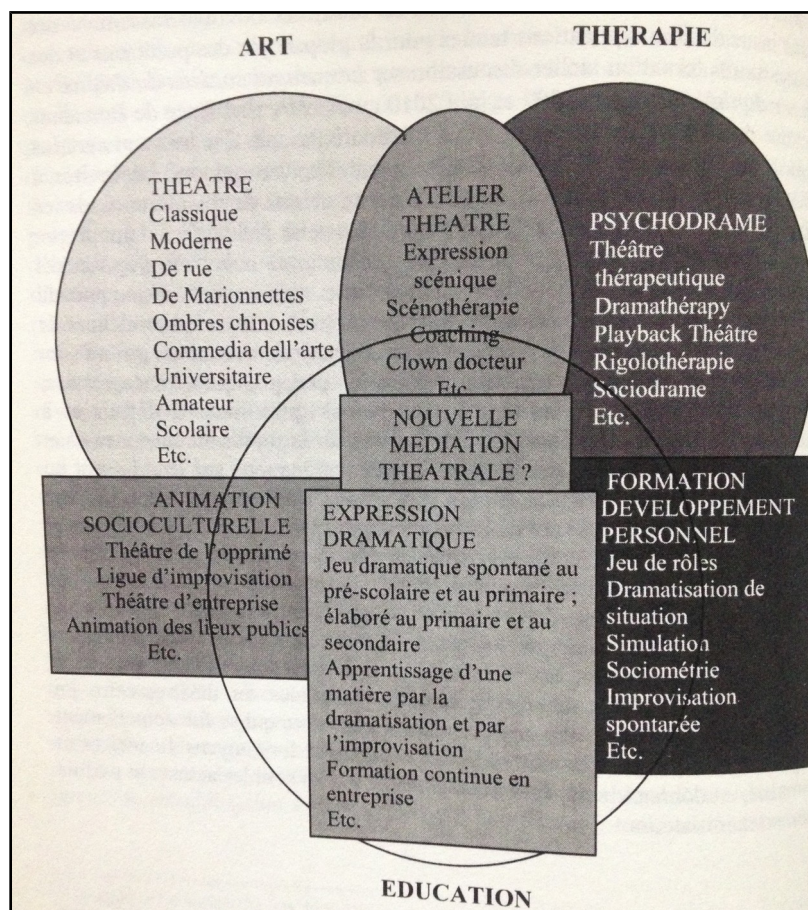 ART
THERAPIE
THEATRE
Classique
Moderne
De rue
De Marionnettes
Ombres chinoises
Commedia dell'arte
Universitaire
Amateur
Scolaire
Etc.
ATELIER
THEATRE
Expression
scénique
Scénothérapie
Coaching
Clown docteur
Etc
PSYCHODRAME
Théâtre
thérapeutique
Dramathérapy
Playback Théâtre
Rigolothérapie
Sociodrame
Etc.
NOUVELLE
MEDIATION
THEATRALE ?
ANIMATION
SOCIOCULTURELLE
Théâtre de l'opprimé
Ligue d'improvisation
Théâtre d'entreprise
Animation des lieux publics
Etc.
EXPRESSION
DRAMATIQUE
Jeu dramatique spontané au
pré-scolaire et au primaire ;
élaboré au primaire et au
secondaire
Apprentissage d'une
matière par la
dramatisation et par
l'improvisation
Formation continue en
entreprise
Etc.
FORMATION
DEVELOPPEMENT
PERSONNEL
Jeu de rôles
Dramatisation de
situation
Simulation
Sociométrie
Improvisation
spontanée
Etc.
EDUCATION